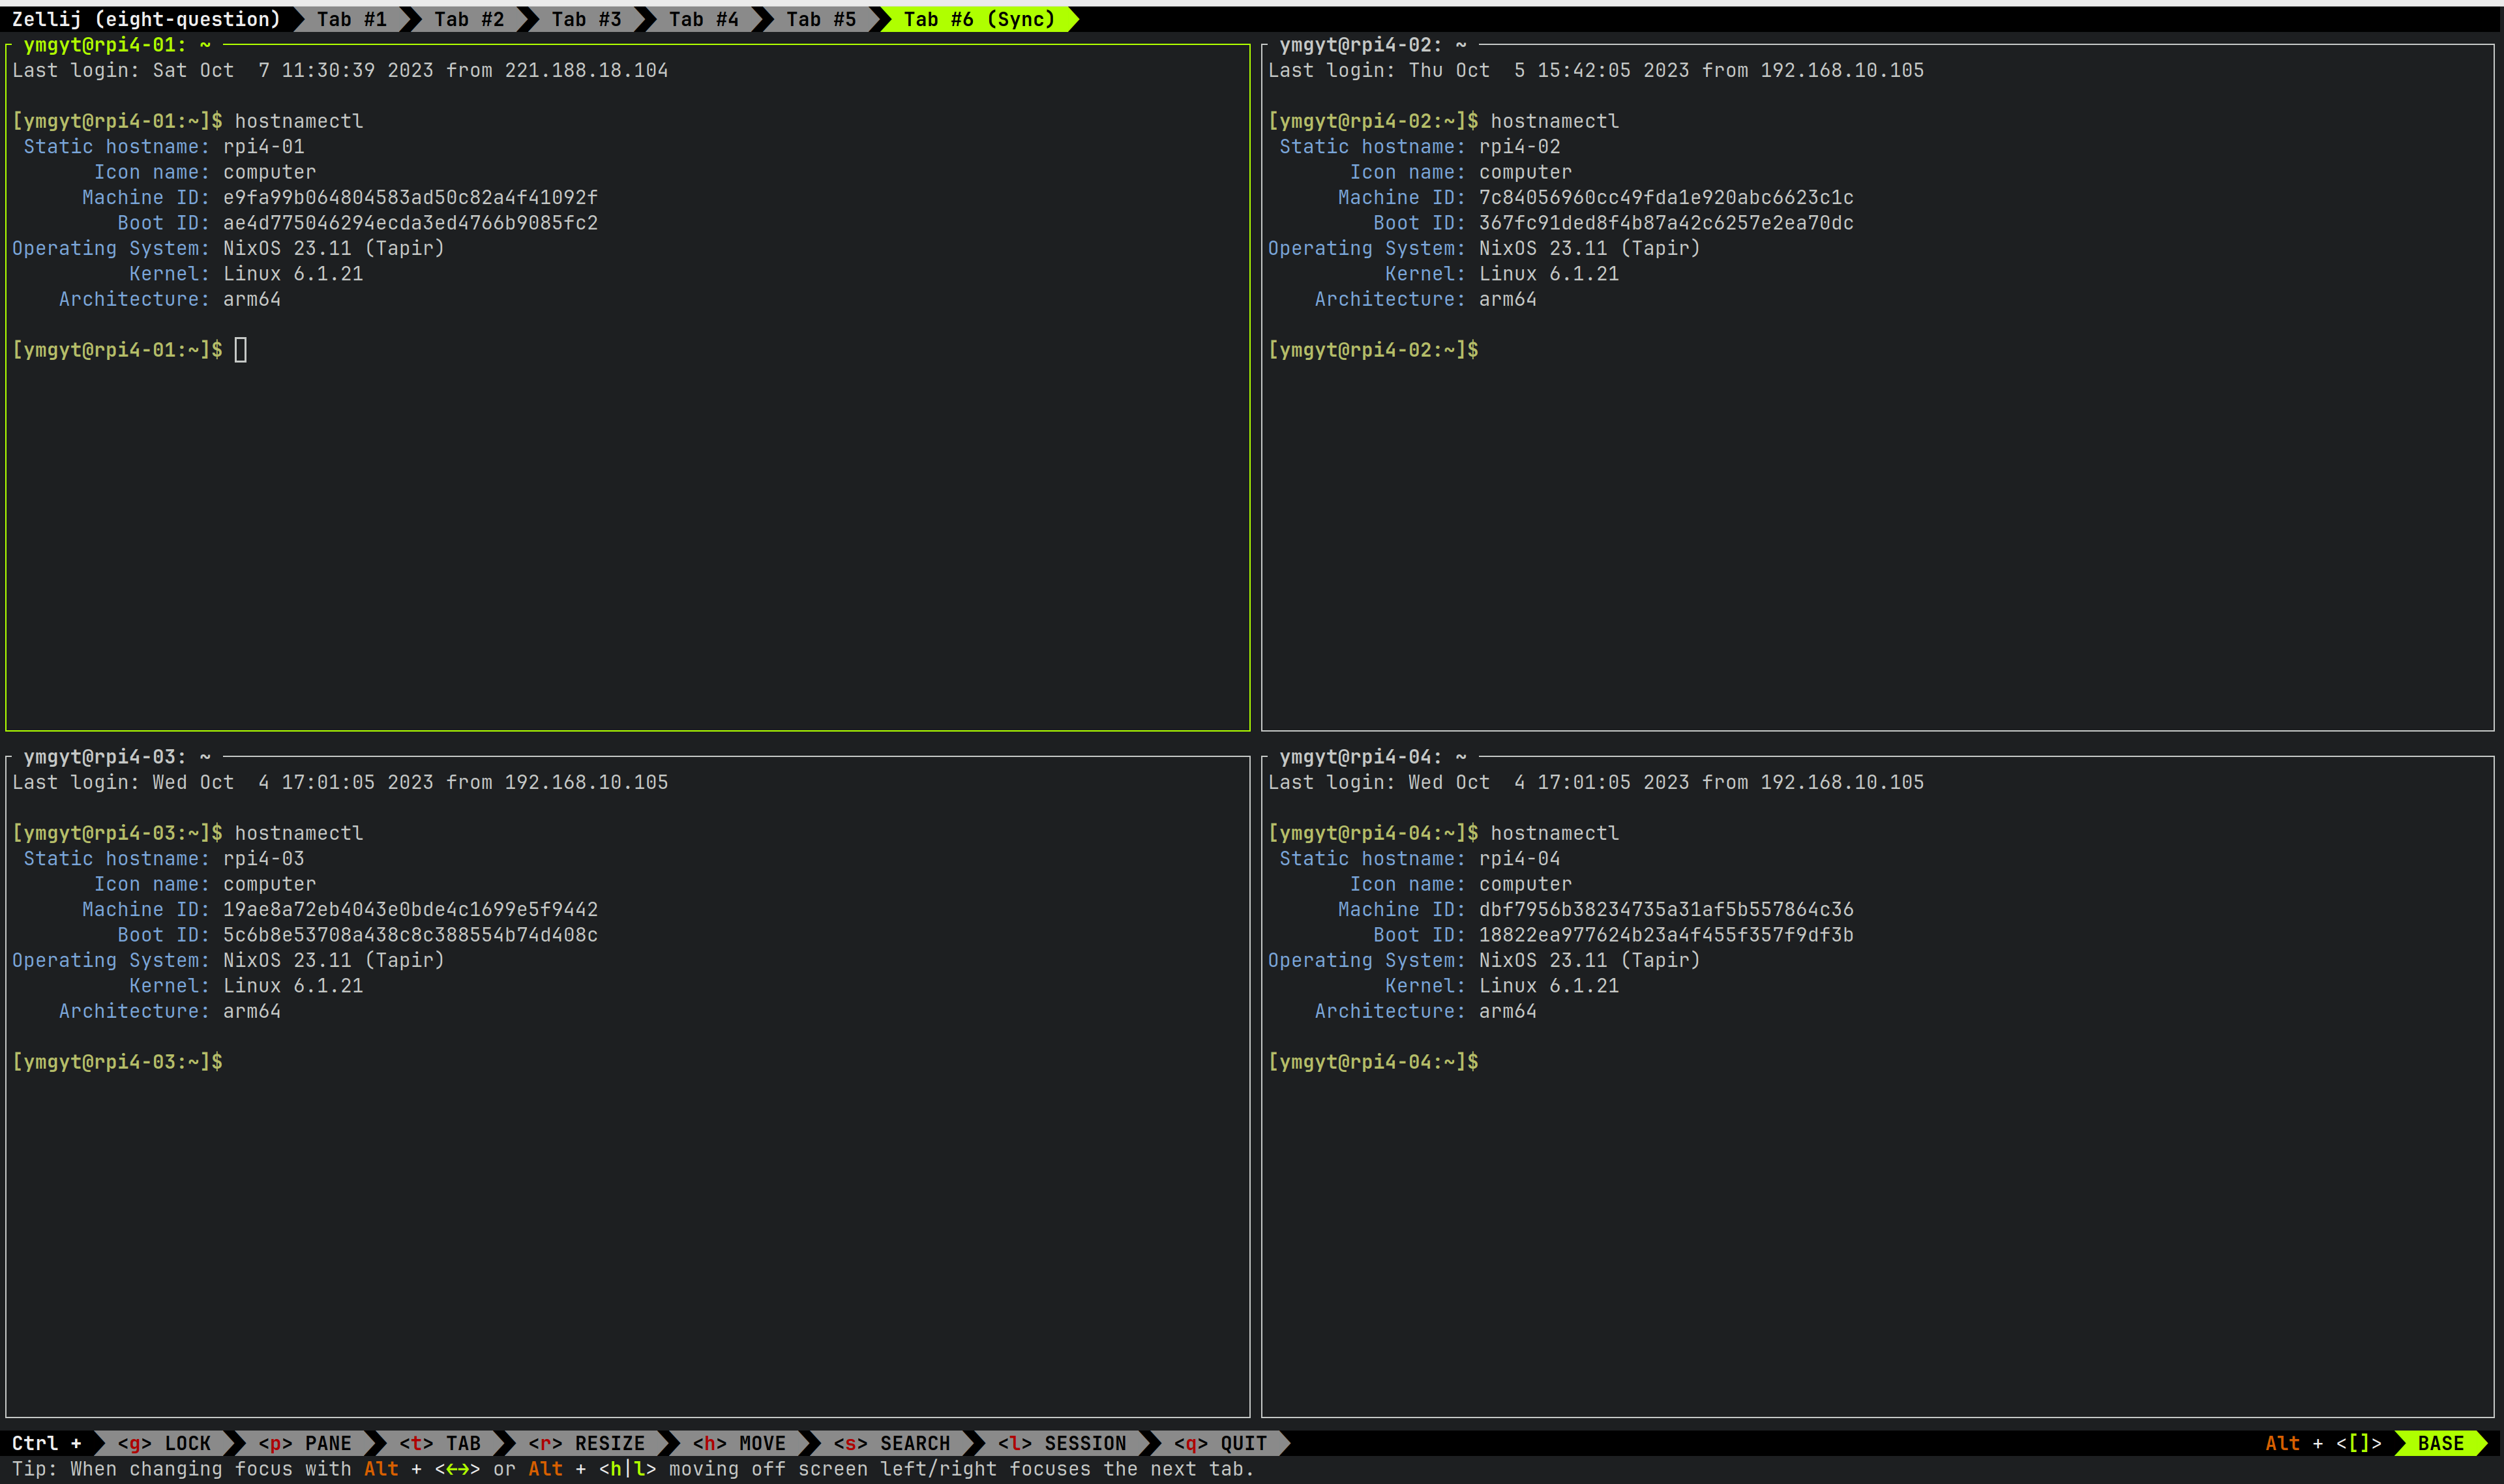 Zellij (eight-question) Tab #1 Tab #2 Tab #3 Tab #4 Tab #5 Tab #6 (Sync)
ymgyt@rpi4-01: ~
Last login: Sat Oct  7 11:30:39 2023 from 221.188.18.104
[ymgyt@rpi4-01:~]$ hostnamectl
Static hostname: rpi4-01
Icon name: computer
Machine ID: e9fa99b064804583ad50c82a4f41092f
Boot ID: ae4d775046294ecda3ed4766b9085fc2
Operating System: NixOS 23.11 (Tapir)
Kernel: Linux 6.1.21
Architecture: arm64
[ymgyt@rpi4-01:~]$
ymgyt@rpi4-02: ~
Last login: Thu Oct  5 15:42:05 2023 from 192.168.10.105
[ymgyt@rpi4-02:~]$ hostnamectl
Static hostname: rpi4-02
Icon name: computer
Machine ID: 7c84056960cc49fda1e920abc6623c1c
Boot ID: 367fc91ded8f4b87a42c6257e2ea70dc
Operating System: NixOS 23.11 (Tapir)
Kernel: Linux 6.1.21
Architecture: arm64
[ymgyt@rpi4-02:~]$
ymgyt@rpi4-03: ~
Last login: Wed Oct  4 17:01:05 2023 from 192.168.10.105
[ymgyt@rpi4-03:~]$ hostnamectl
Static hostname: rpi4-03
Icon name: computer
Machine ID: 19ae8a72eb4043e0bde4c1699e5f9442
Boot ID: 5c6b8e53708a438c8c388554b74d408c
Operating System: NixOS 23.11 (Tapir)
Kernel: Linux 6.1.21
Architecture: arm64
[ymgyt@rpi4-03:~]$
ymgyt@rpi4-04: ~
Last login: Wed Oct  4 17:01:05 2023 from 192.168.10.105
[ymgyt@rpi4-04:~]$ hostnamectl
Static hostname: rpi4-04
Icon name: computer
Machine ID: dbf7956b38234735a31af5b557864c36
Boot ID: 18822ea977624b23a4f455f357f9df3b
Operating System: NixOS 23.11 (Tapir)
Kernel: Linux 6.1.21
Architecture: arm64
[ymgyt@rpi4-04:~]$
Ctrl + <g> LOCK <p> PANE <t> TAB <r> RESIZE <h> MOVE <s> SEARCH <l> SESSION <q> QUIT Alt + <[]> BASE
Tip: When changing focus with Alt + <←→> or Alt + <h|l> moving off screen left/right focuses the next tab.